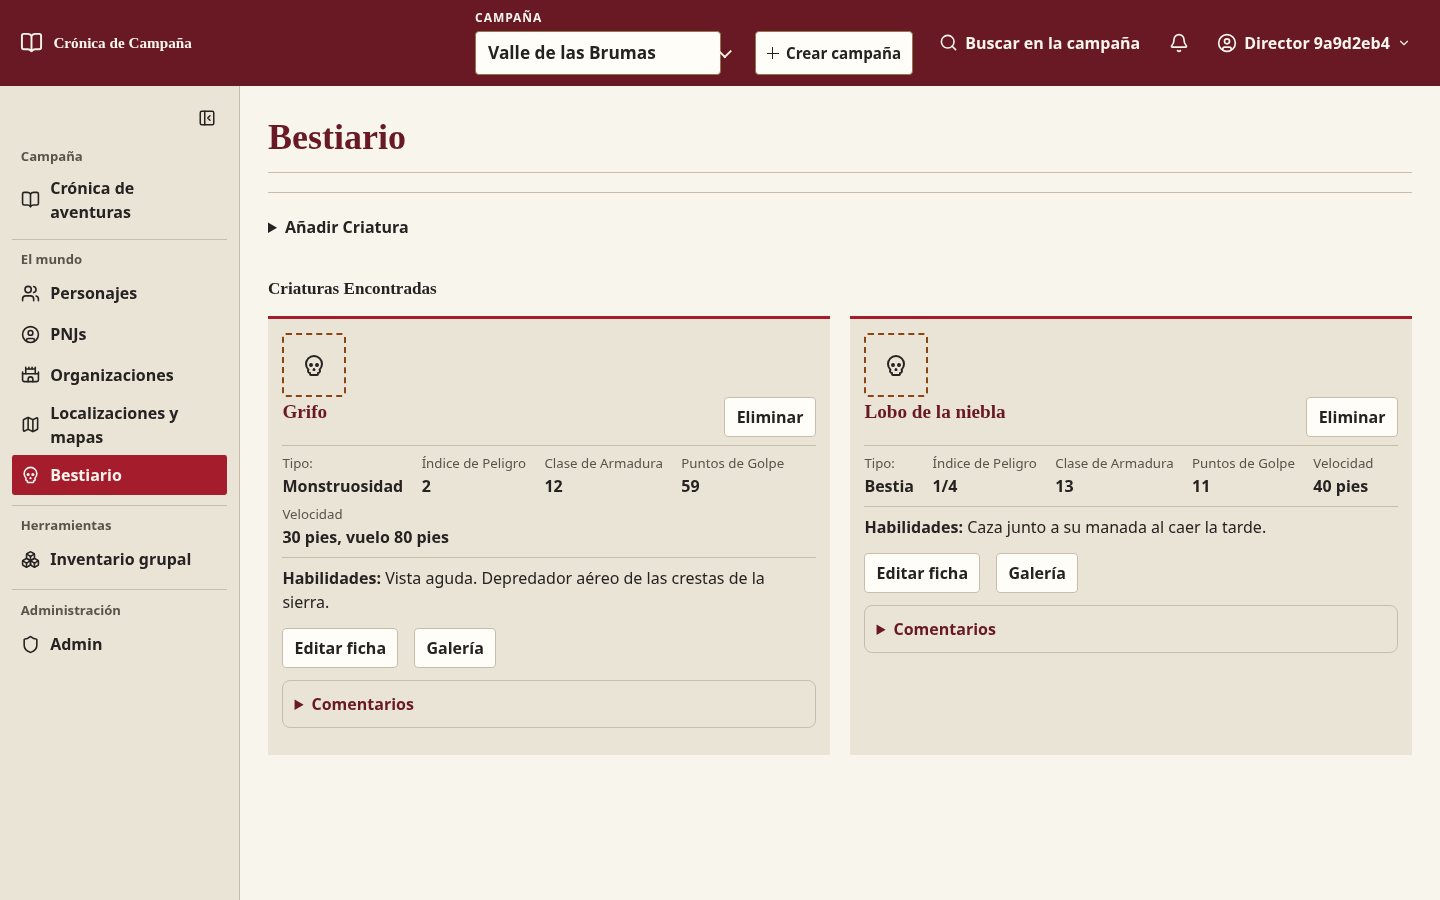 Crónica de Campaña
CAMPAÑA
Valle de las Brumas
Crear campaña
Buscar en la campaña
Director 9a9d2eb4
Campaña
Crónica de
aventuras
El mundo
Personajes
PNJs
Organizaciones
Localizaciones y
mapas
Bestiario
Herramientas
Inventario grupal
Administración
Admin
Bestiario
Añadir Criatura
Criaturas Encontradas
Grifo
Eliminar
Tipo: Índice de Peligro Clase de Armadura Puntos de Golpe
Monstruosidad 2 12 59
Velocidad
30 pies, vuelo 80 pies
Habilidades: Vista aguda. Depredador aéreo de las crestas de la
sierra.
Editar ficha Galería
Comentarios
Lobo de la niebla
Eliminar
Tipo: Índice de Peligro Clase de Armadura Puntos de Golpe Velocidad
Bestia 1/4 13 11 40 pies
Habilidades: Caza junto a su manada al caer la tarde.
Editar ficha Galería
Comentarios